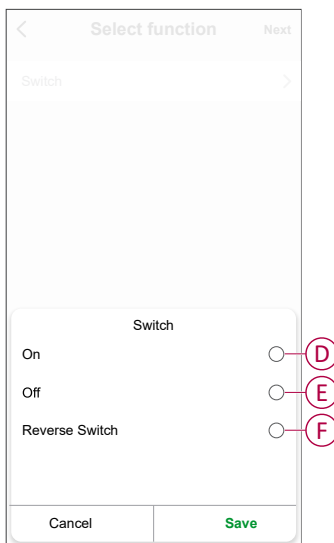 Select function Next
Switch
Switch
On D
Off E
Reverse Switch F
Cancel Save